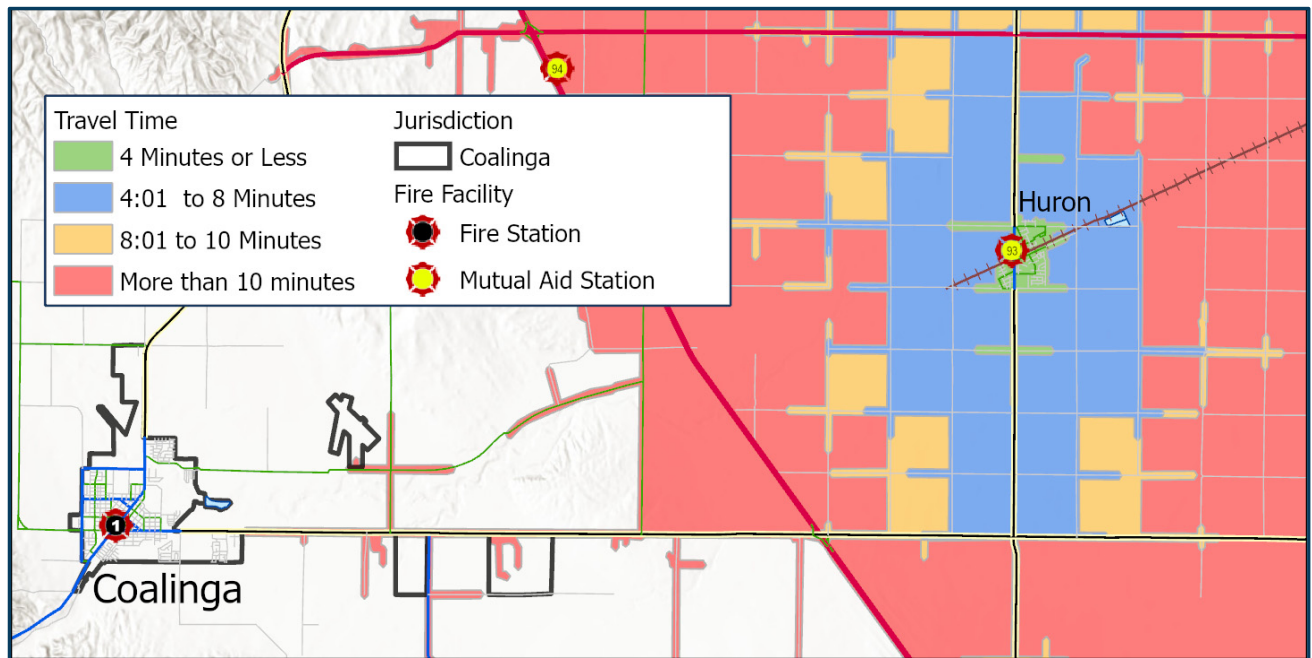 94
Travel Time
4 Minutes or Less
4:01 to 8 Minutes
8:01 to 10 Minutes
More than 10 minutes
Jurisdiction
Coalinga
Fire Facility
Fire Station
Mutual Aid Station
Huron
93
1
Coalinga